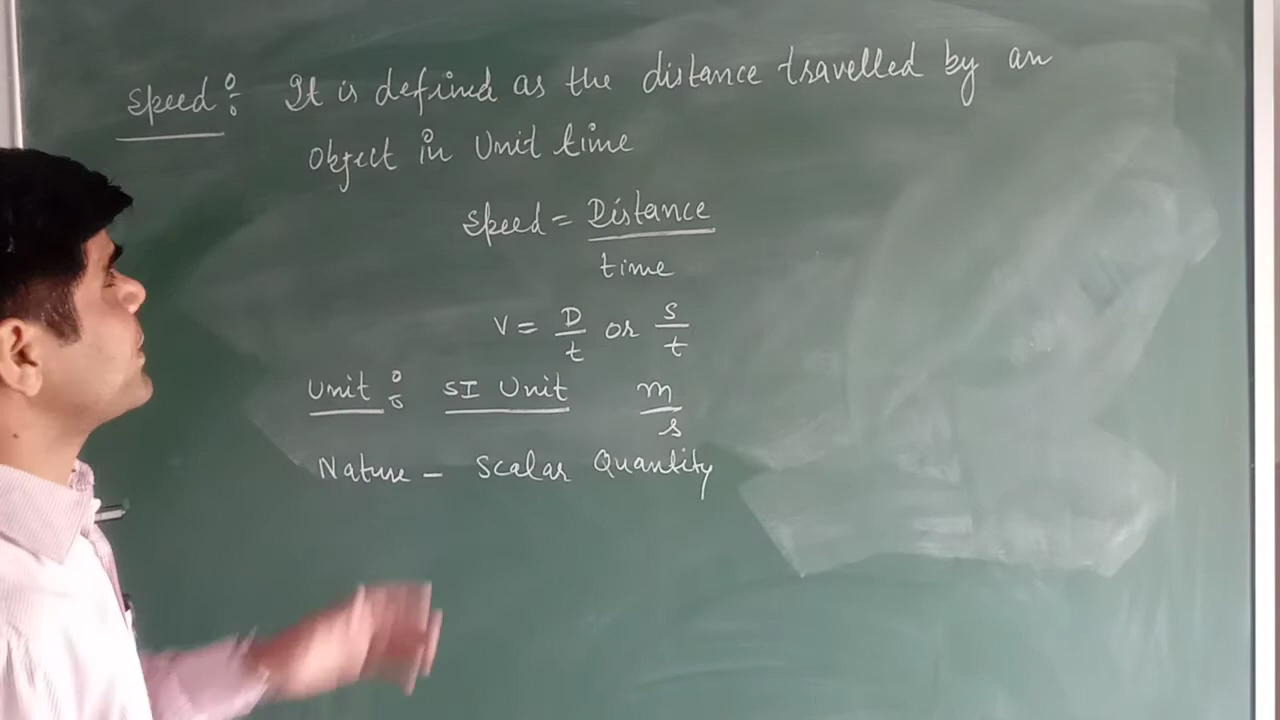 Speed : It is defined as the distance travelled by an
object in Unit time
Speed = Distance / time
V = D/t or s/t
Unit : SI Unit m/s
Nature - Scalar Quantity